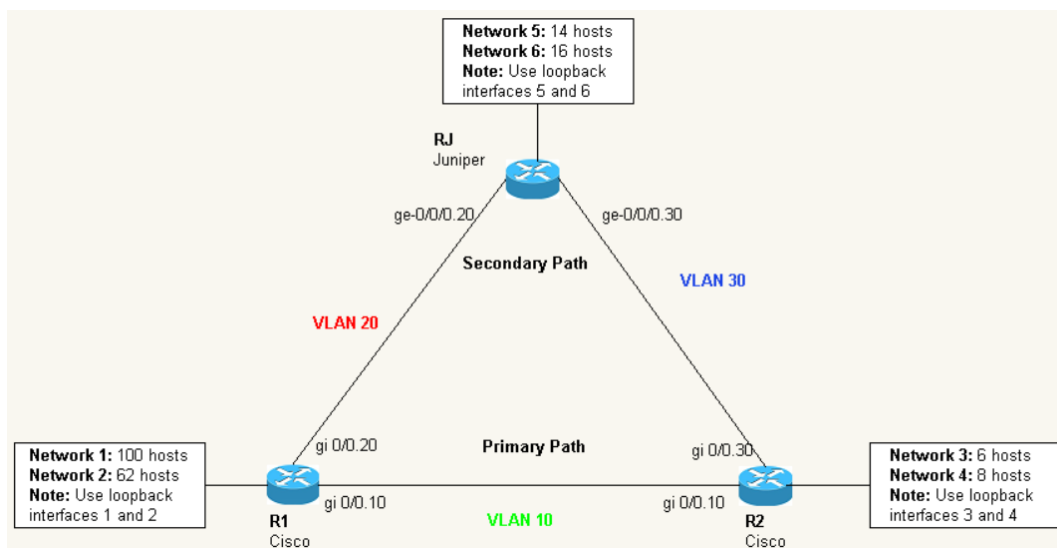 Network 5: 14 hosts
Network 6: 16 hosts
Note: Use loopback
interfaces 5 and 6
RJ
Juniper
ge-0/0/0.20
ge-0/0/0.30
Secondary Path
VLAN 30
VLAN 20
Network 1: 100 hosts
Network 2: 62 hosts
Note: Use loopback
interfaces 1 and 2
gi 0/0.20
Primary Path
gi 0/0.30
Network 3: 6 hosts
Network 4: 8 hosts
Note: Use loopback
interfaces 3 and 4
gi 0/0.10
gi 0/0.10
R1
Cisco
VLAN 10
R2
Cisco